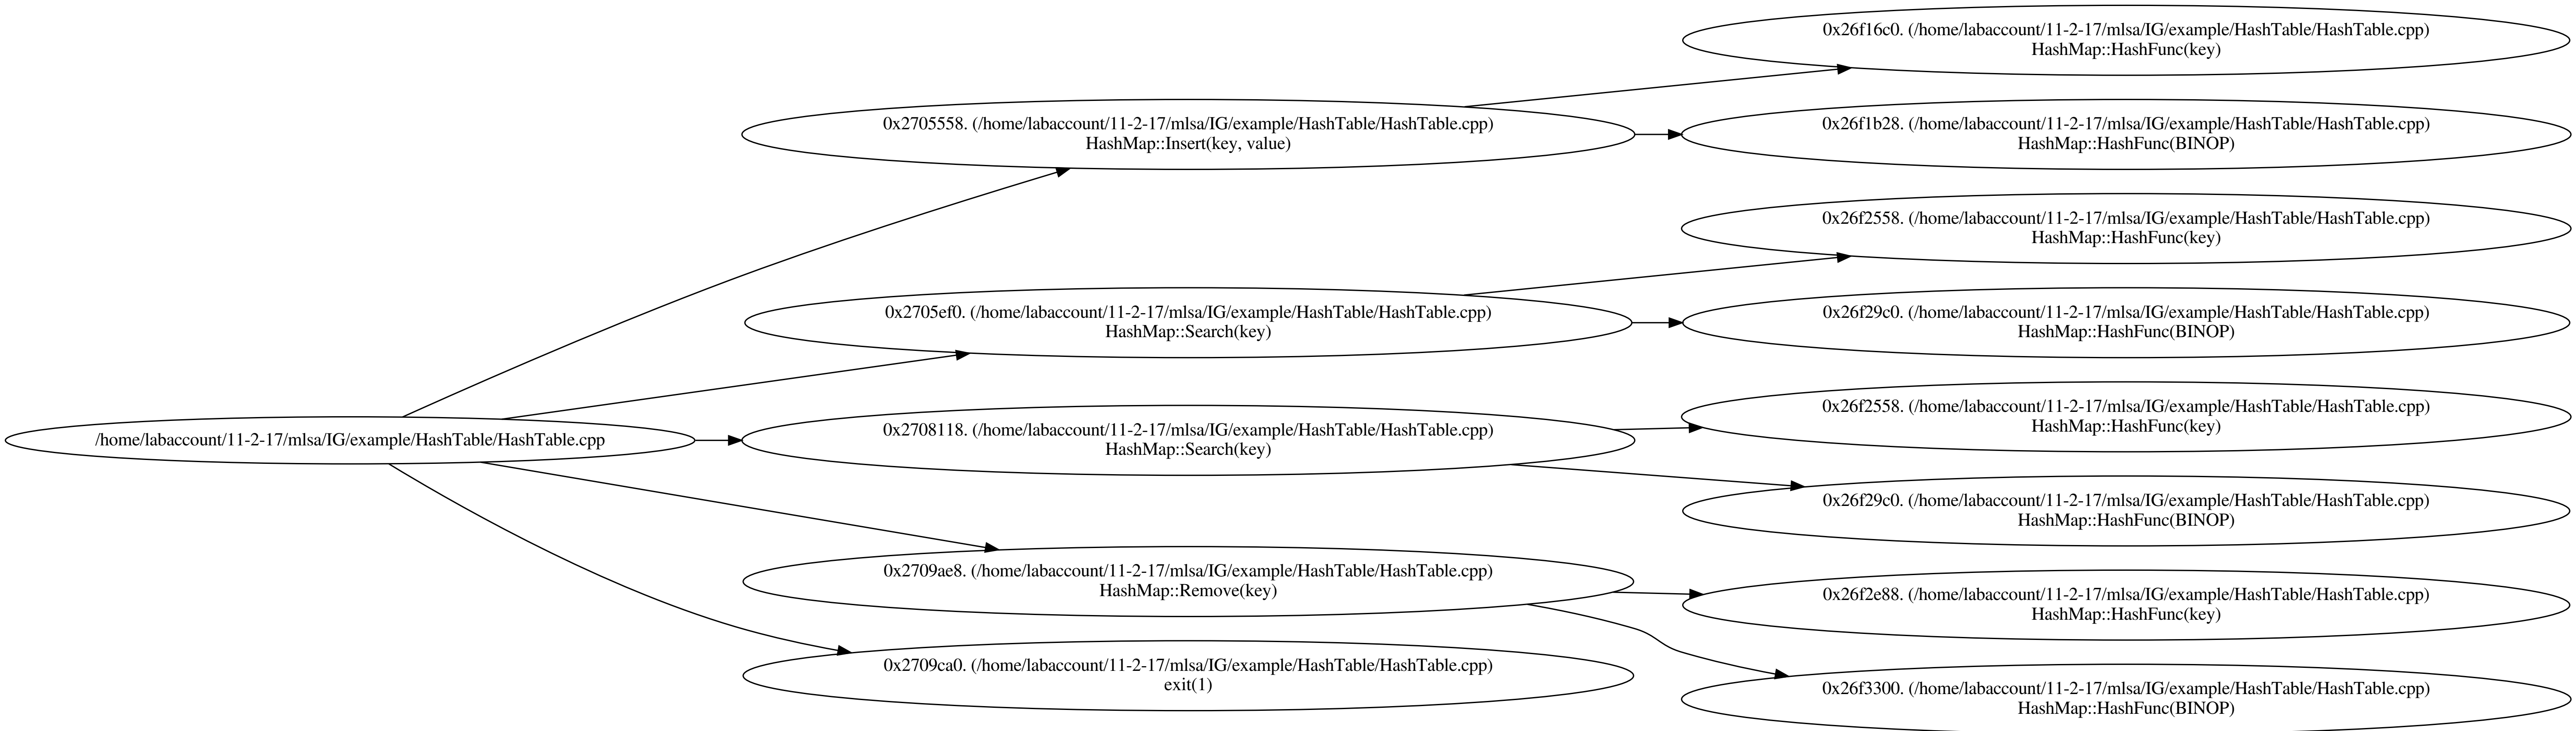 /home/labaccount/11-2-17/mlsa/IG/example/HashTable/HashTable.cpp
0x2705558. (/home/labaccount/11-2-17/mlsa/IG/example/HashTable/HashTable.cpp)
HashMap::Insert(key, value)
0x2705ef0. (/home/labaccount/11-2-17/mlsa/IG/example/HashTable/HashTable.cpp)
HashMap::Search(key)
0x2708118. (/home/labaccount/11-2-17/mlsa/IG/example/HashTable/HashTable.cpp)
HashMap::Search(key)
0x2709ae8. (/home/labaccount/11-2-17/mlsa/IG/example/HashTable/HashTable.cpp)
HashMap::Remove(key)
0x2709ca0. (/home/labaccount/11-2-17/mlsa/IG/example/HashTable/HashTable.cpp)
exit(1)
0x26f16c0. (/home/labaccount/11-2-17/mlsa/IG/example/HashTable/HashTable.cpp)
HashMap::HashFunc(key)
0x26f1b28. (/home/labaccount/11-2-17/mlsa/IG/example/HashTable/HashTable.cpp)
HashMap::HashFunc(BINOP)
0x26f2558. (/home/labaccount/11-2-17/mlsa/IG/example/HashTable/HashTable.cpp)
HashMap::HashFunc(key)
0x26f29c0. (/home/labaccount/11-2-17/mlsa/IG/example/HashTable/HashTable.cpp)
HashMap::HashFunc(BINOP)
0x26f2558. (/home/labaccount/11-2-17/mlsa/IG/example/HashTable/HashTable.cpp)
HashMap::HashFunc(key)
0x26f29c0. (/home/labaccount/11-2-17/mlsa/IG/example/HashTable/HashTable.cpp)
HashMap::HashFunc(BINOP)
0x26f2e88. (/home/labaccount/11-2-17/mlsa/IG/example/HashTable/HashTable.cpp)
HashMap::HashFunc(key)
0x26f3300. (/home/labaccount/11-2-17/mlsa/IG/example/HashTable/HashTable.cpp)
HashMap::HashFunc(BINOP)